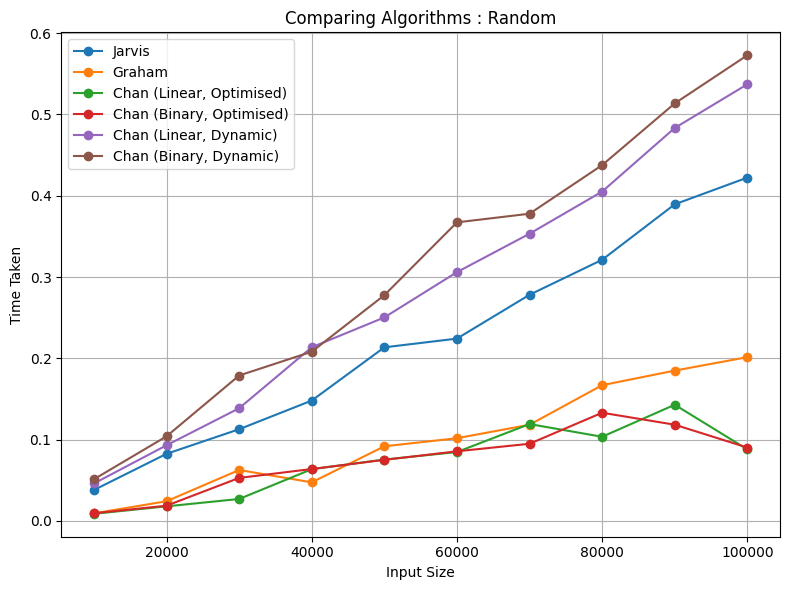 Comparing Algorithms : Random
Jarvis
Graham
Chan (Linear, Optimised)
Chan (Binary, Optimised)
Chan (Linear, Dynamic)
Chan (Binary, Dynamic)
Time Taken
0.6
0.5
0.4
0.3
0.2
0.1
0.0
20000
40000
60000
80000
100000
Input Size